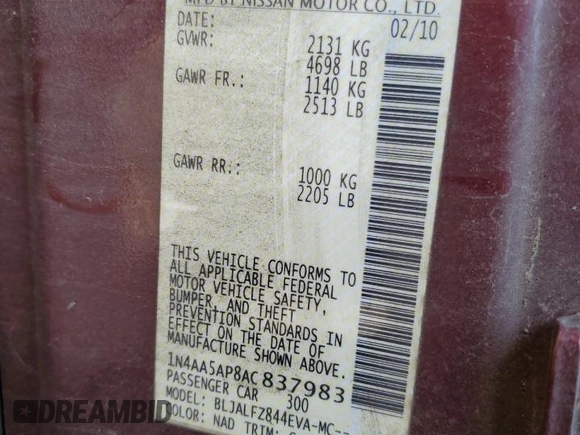 MFD BY NISSAN MOTOR CO., LTD.
DATE: 02/10
GVWR: 2131 KG
4698 LB
GAWR FR.: 1140 KG
2513 LB
GAWR RR.: 1000 KG
2205 LB
THIS VEHICLE CONFORMS TO
ALL APPLICABLE FEDERAL
MOTOR VEHICLE SAFETY,
BUMPER, AND THEFT
PREVENTION STANDARDS IN
EFFECT ON THE DATE OF
MANUFACTURE SHOWN ABOVE.
1N4AA5AP8AC837983
PASSENGER CAR 300
MODEL: BLJALFZ844EVA-MC--
COLOR: NAD TRIM:
DREAMBID
DREAMBID